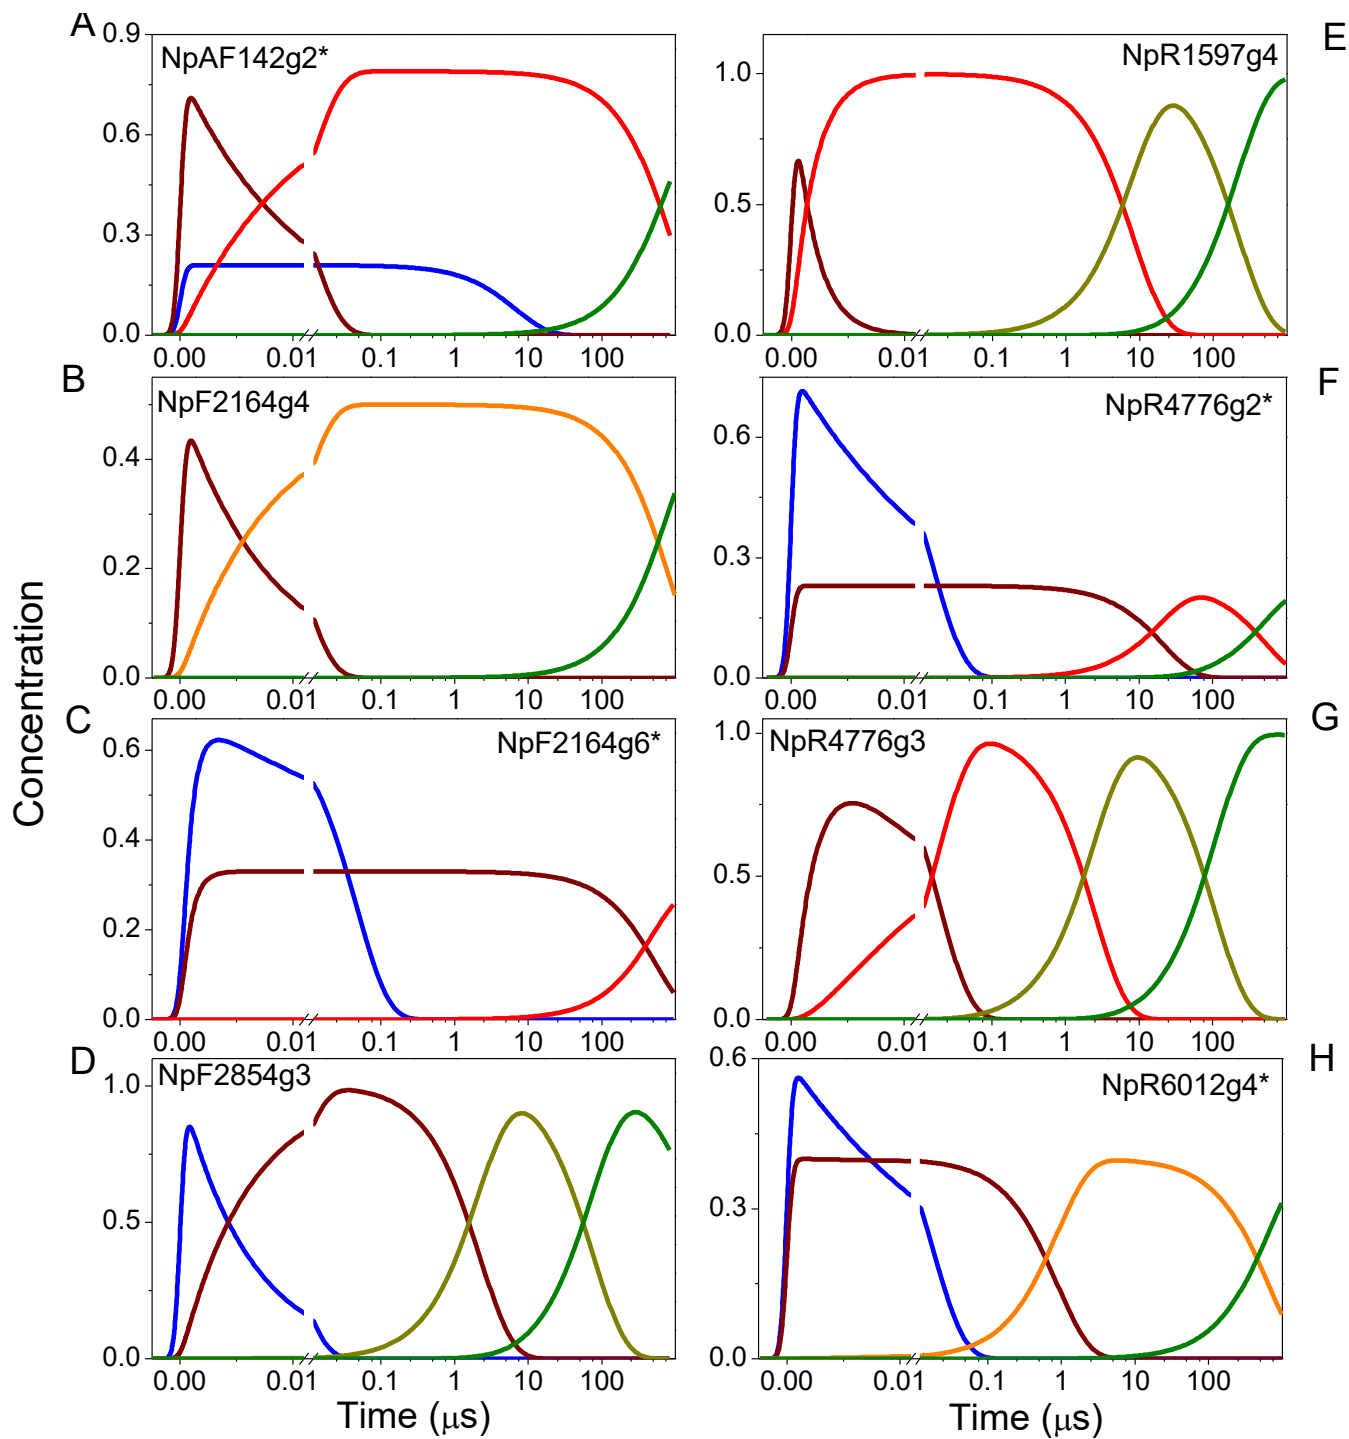 A
NpAF142g2*
0.9
0.6
0.3
0.0
0.00 0.01 0.1 1 10 100
B
NpF2164g4
0.4
0.2
0.0
0.00 0.01 0.1 1 10 100
C
NpF2164g6*
0.6
0.4
0.2
0.0
0.00 0.01 0.1 1 10 100
D
NpF2854g3
1.0
0.5
0.0
0.00 0.01 0.1 1 10 100
Time (μs)
Concentration
E
NpR1597g4
1.0
0.5
0.0
0.00 0.01 0.1 1 10 100
F
NpR4776g2*
0.6
0.3
0.0
0.00 0.01 0.1 1 10 100
G
NpR4776g3
1.0
0.5
0.0
0.00 0.01 0.1 1 10 100
H
NpR6012g4*
0.6
0.3
0.0
0.00 0.01 0.1 1 10 100
Time (μs)